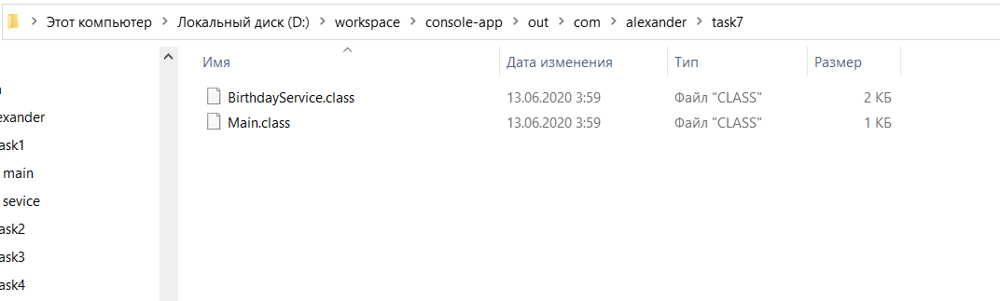 Этот компьютер > Локальный диск (D:) > workspace > console-app > out > com > alexander > task7
Имя Дата изменения Тип Размер
BirthdayService.class 13.06.2020 3:59 Файл "CLASS" 2 КБ
Main.class 13.06.2020 3:59 Файл "CLASS" 1 КБ
exander
ask1
main
sevice
ask2
ask3
ask4